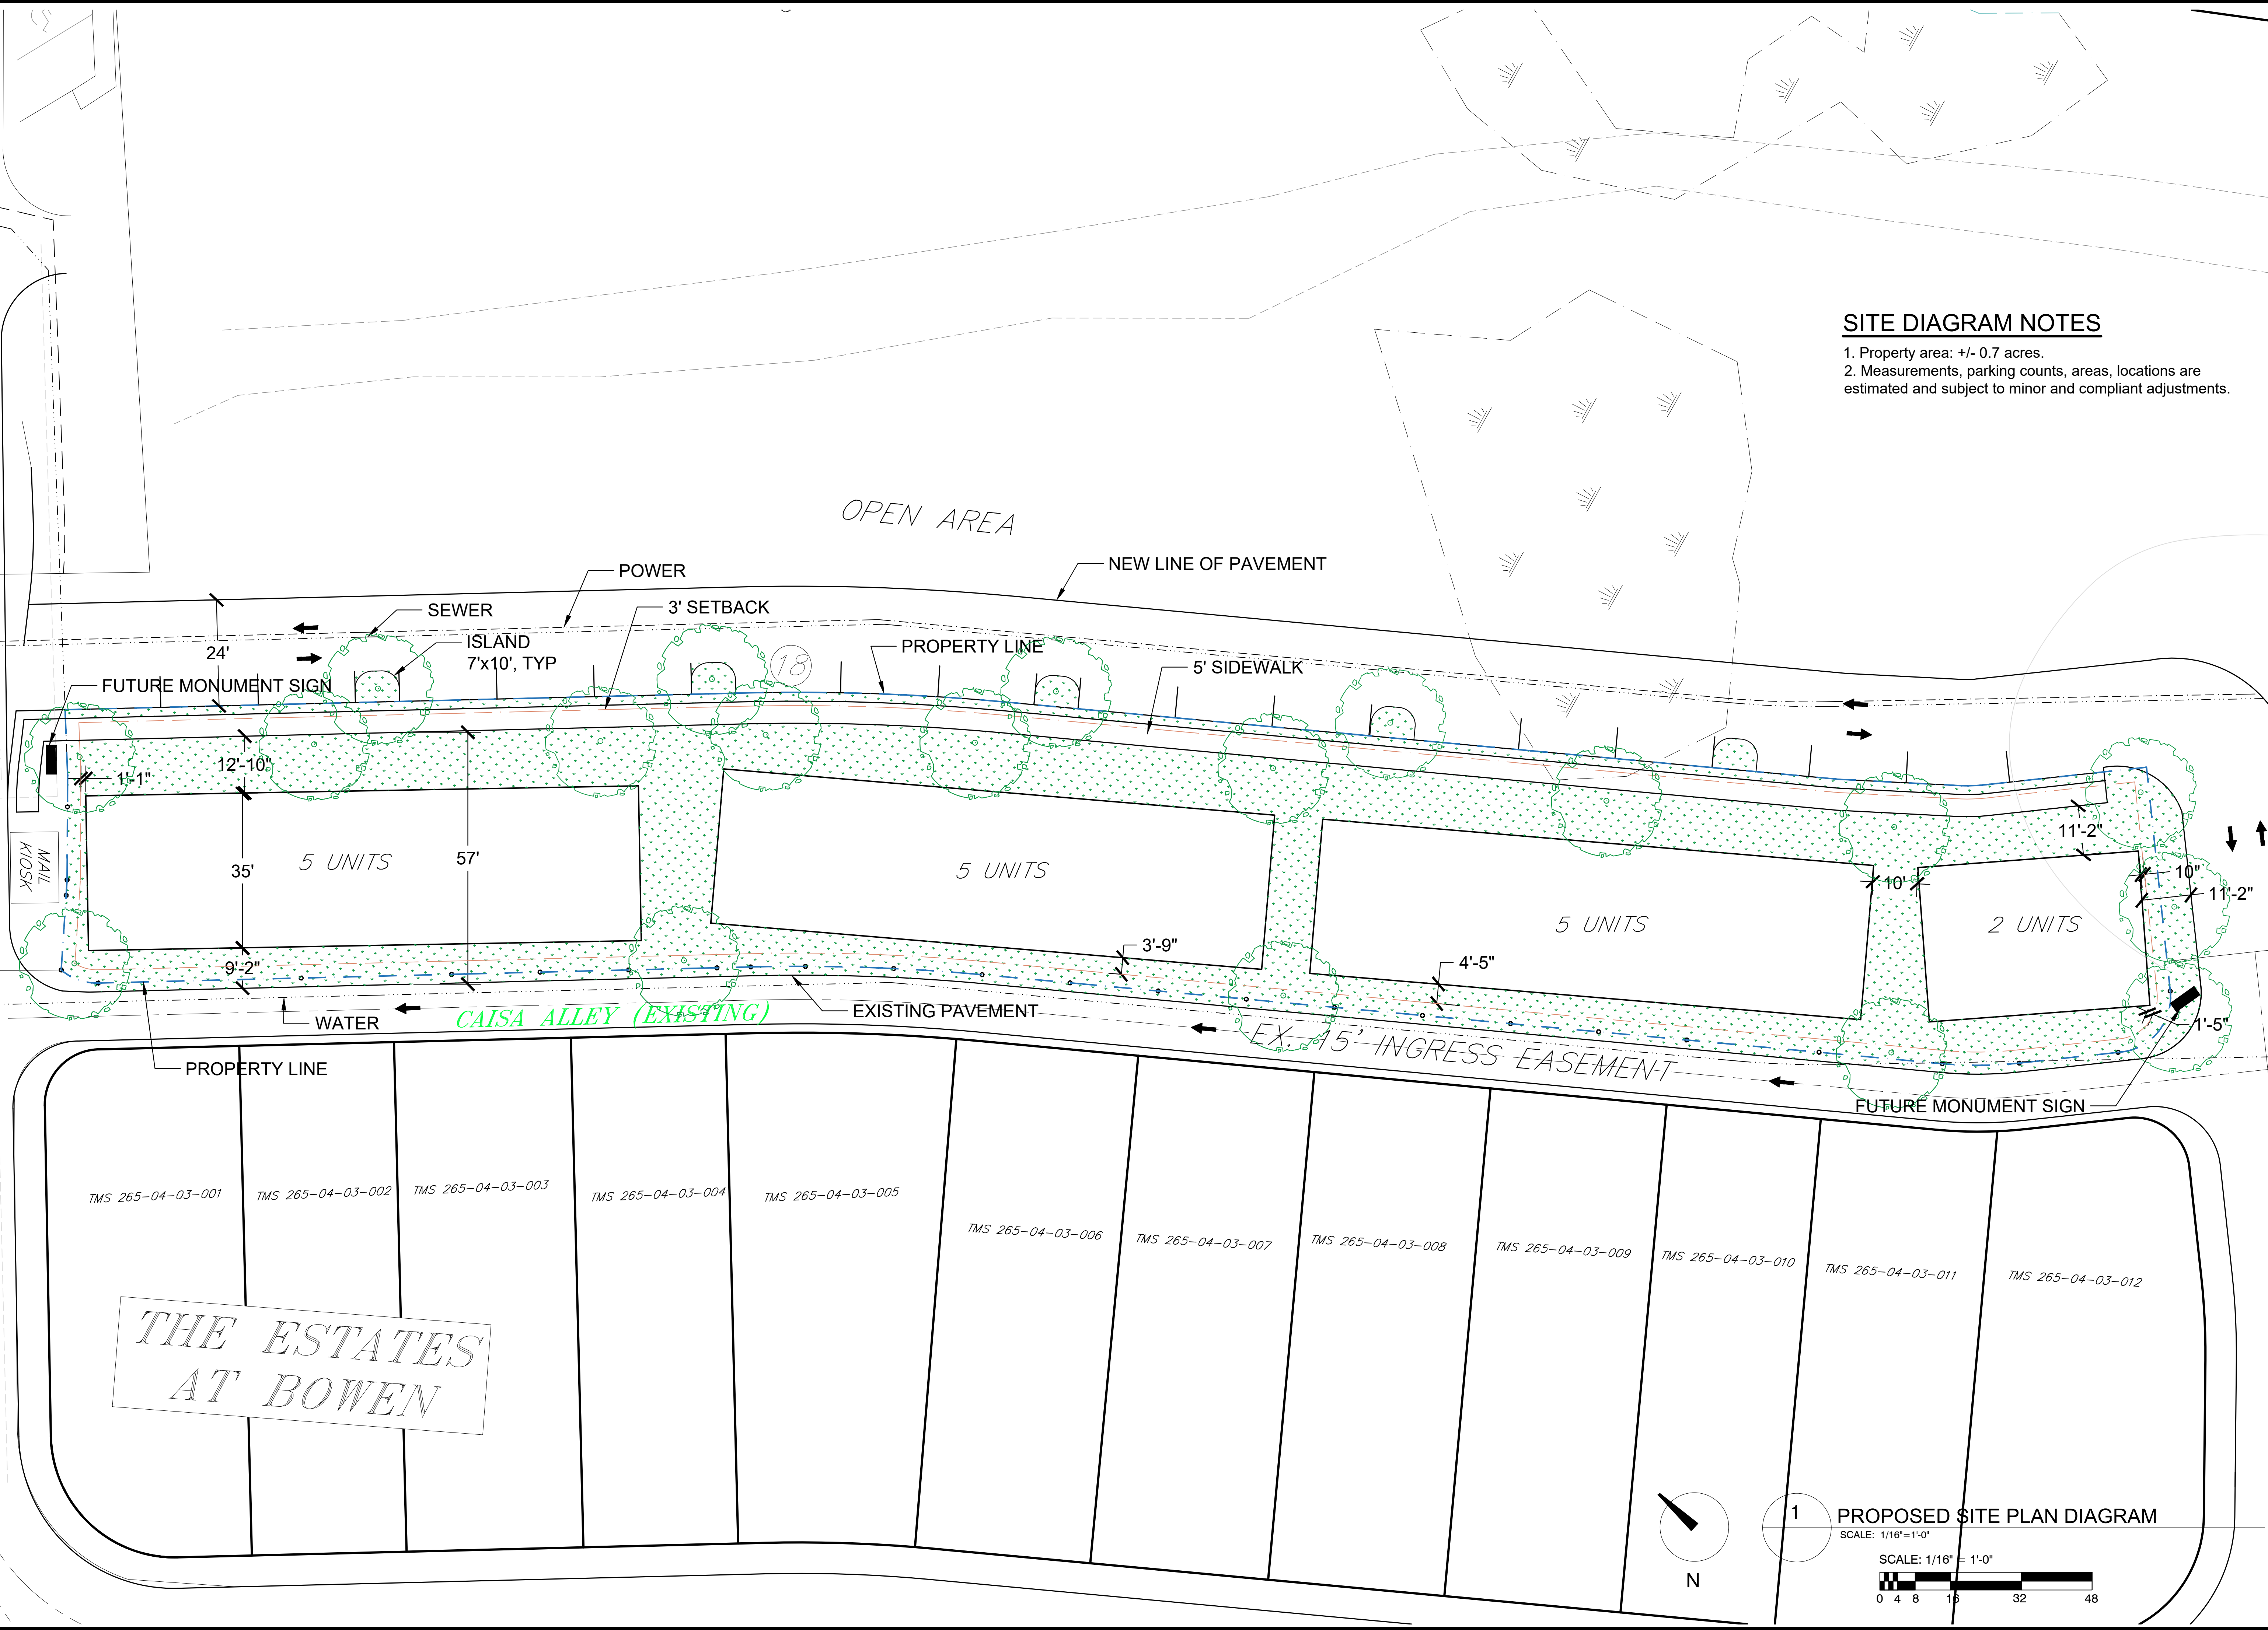 SITE DIAGRAM NOTES
1. Property area: +/- 0.7 acres.
2. Measurements, parking counts, areas, locations are
estimated and subject to minor and compliant adjustments.
OPEN AREA
NEW LINE OF PAVEMENT
POWER
SEWER
3' SETBACK
ISLAND
7'x10', TYP
24'
18
PROPERTY LINE
5' SIDEWALK
FUTURE MONUMENT SIGN
1'-1"
12'-10"
MAIL
KIOSK
35'
5 UNITS
57'
5 UNITS
5 UNITS
10'
2 UNITS
11'-2"
10"
11'-2"
9'-2"
3'-9"
4'-5"
1'-5"
WATER
CAISA ALLEY (EXISTING)
EXISTING PAVEMENT
EX. 15' INGRESS EASEMENT
PROPERTY LINE
FUTURE MONUMENT SIGN
TMS 265-04-03-001
TMS 265-04-03-002
TMS 265-04-03-003
TMS 265-04-03-004
TMS 265-04-03-005
TMS 265-04-03-006
TMS 265-04-03-007
TMS 265-04-03-008
TMS 265-04-03-009
TMS 265-04-03-010
TMS 265-04-03-011
TMS 265-04-03-012
THE ESTATES
AT BOWEN
N
1
PROPOSED SITE PLAN DIAGRAM
SCALE: 1/16"=1'-0"
SCALE: 1/16" = 1'-0"
0 4 8 16 32 48